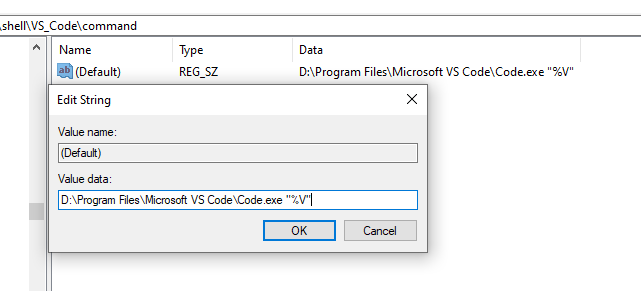 \shell\VS_Code\command
Name Type Data
ab (Default) REG_SZ D:\Program Files\Microsoft VS Code\Code.exe "%V"
Edit String
Value name:
(Default)
Value data:
D:\Program Files\Microsoft VS Code\Code.exe "%V"
OK Cancel